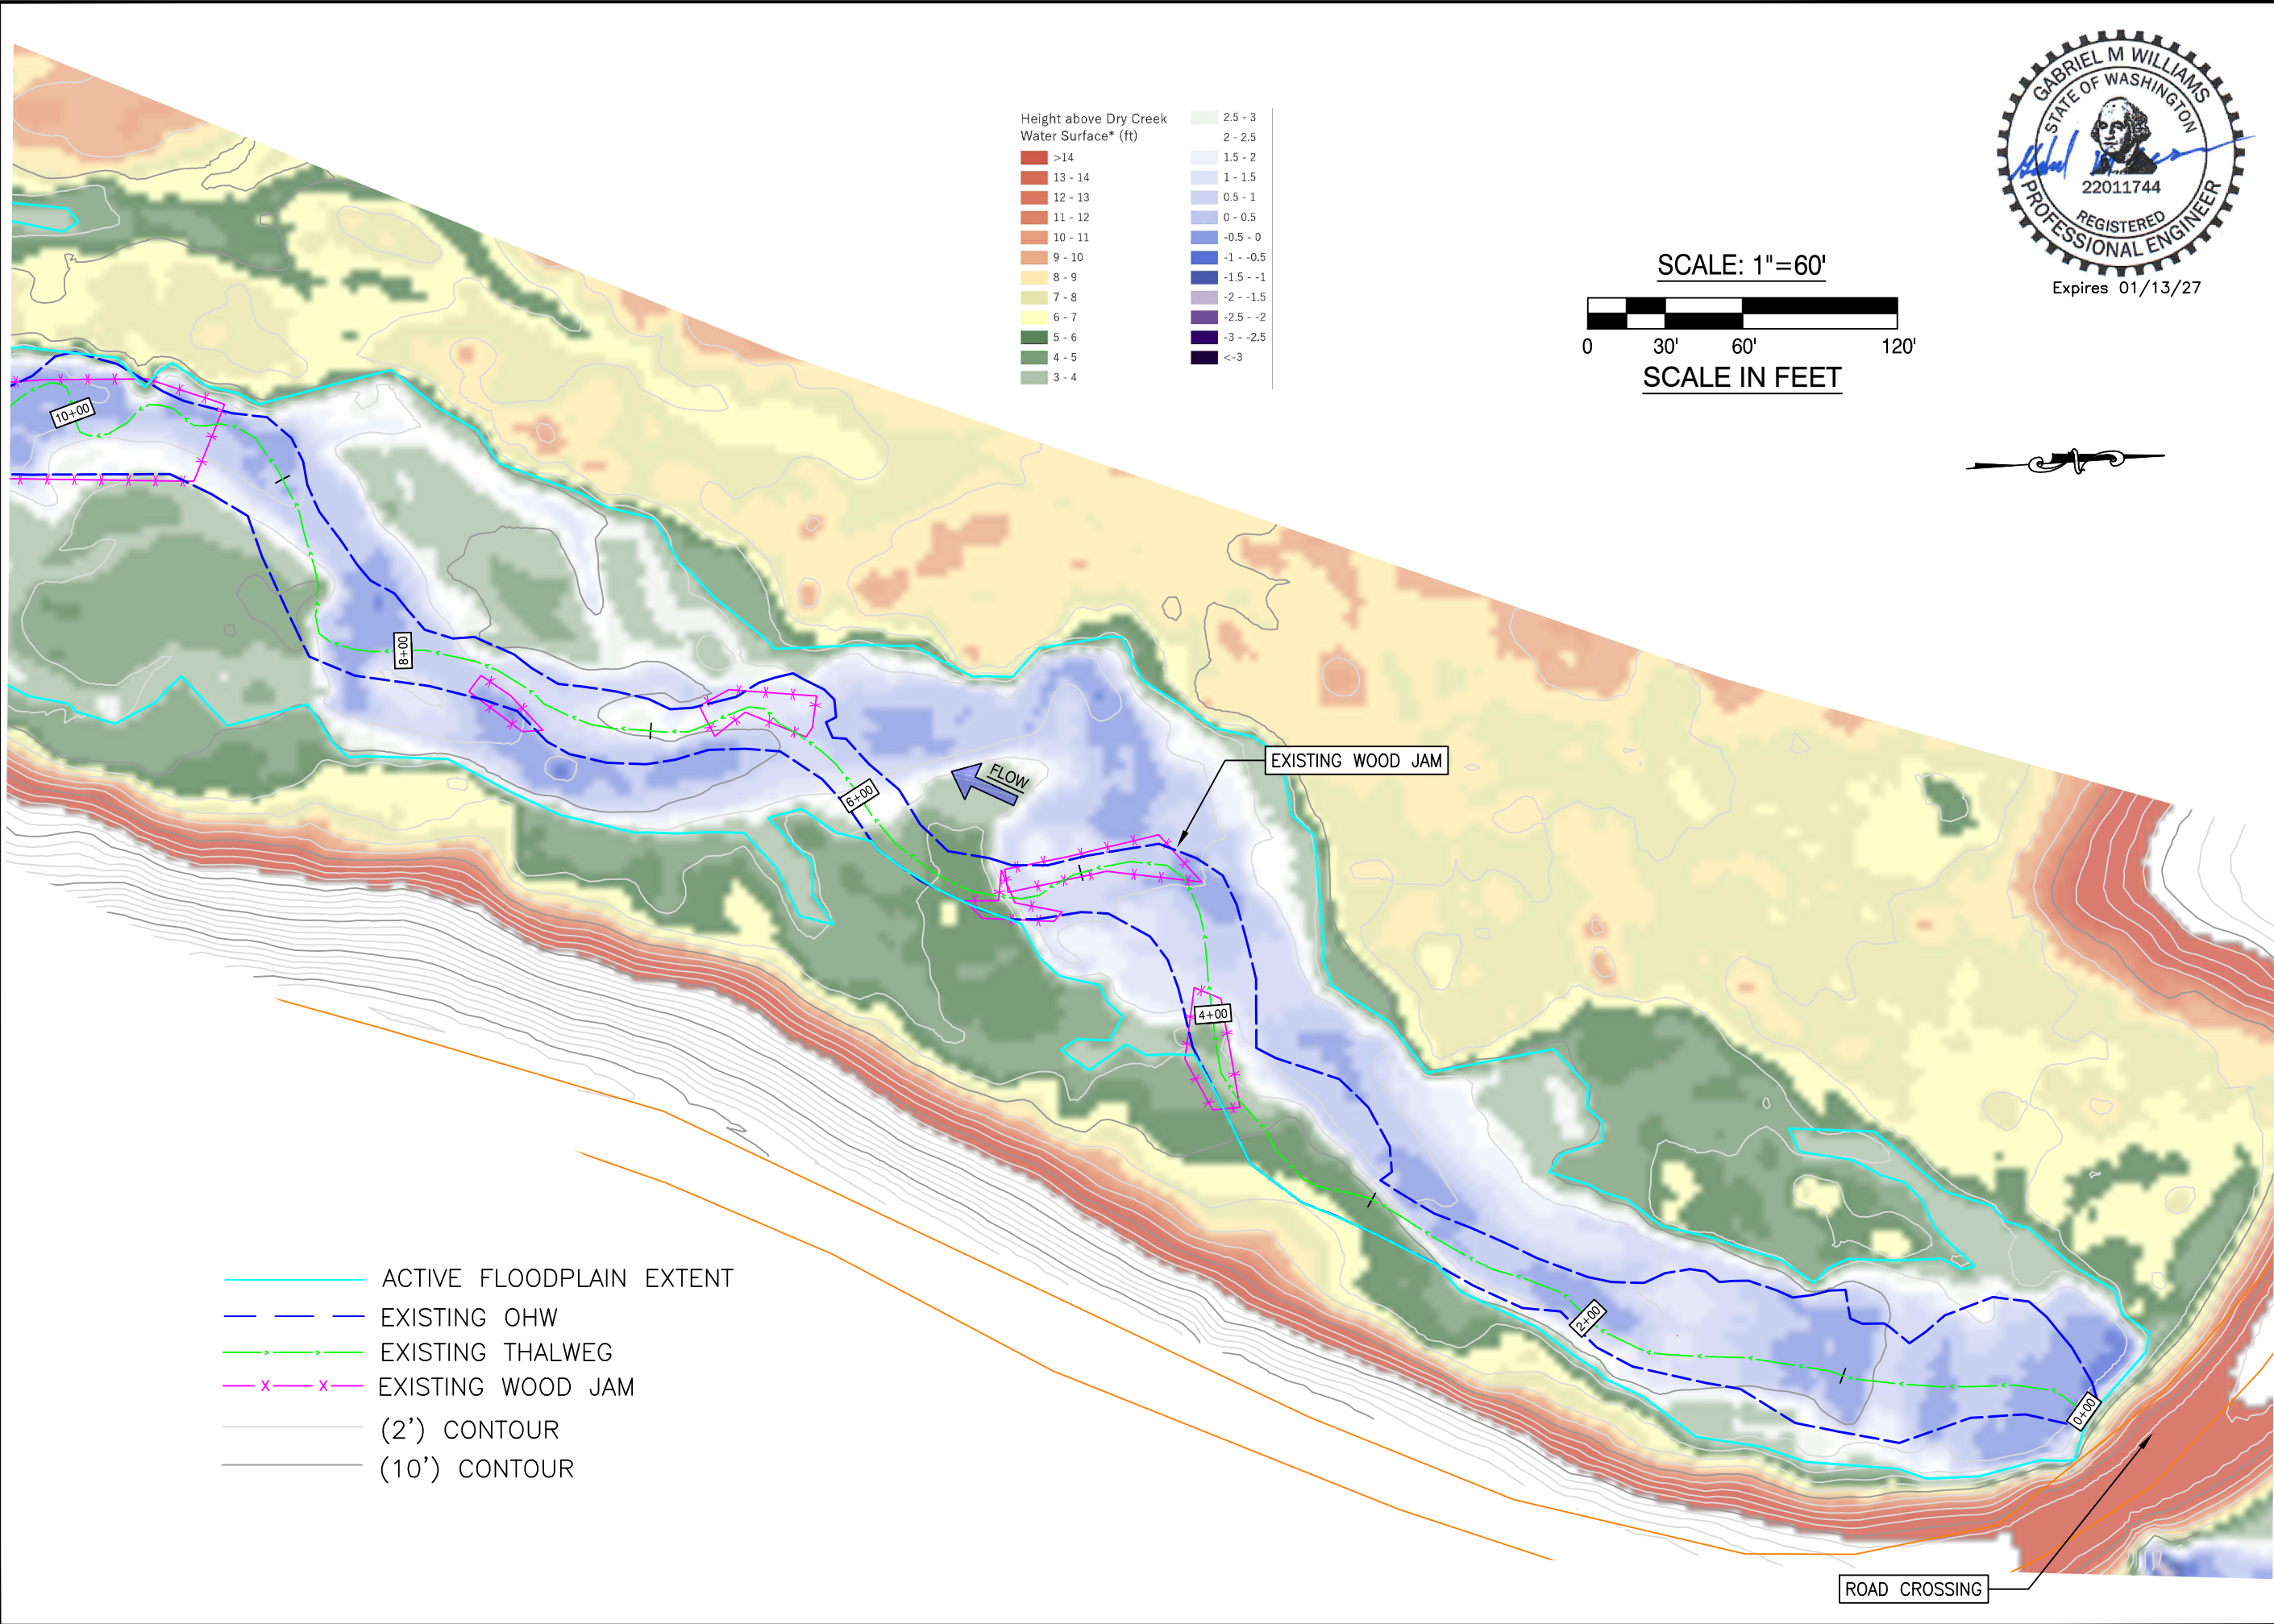 Height above Dry Creek
Water Surface* (ft)
>14
13 - 14
12 - 13
11 - 12
10 - 11
9 - 10
8 - 9
7 - 8
6 - 7
5 - 6
4 - 5
3 - 4
2.5 - 3
2 - 2.5
1.5 - 2
1 - 1.5
0.5 - 1
0 - 0.5
-0.5 - 0
-1 - -0.5
-1.5 - -1
-2 - -1.5
-2.5 - -2
-3 - -2.5
<-3
SCALE: 1"=60'
0 30' 60' 120'
SCALE IN FEET
GABRIEL M WILLIAMS
STATE OF WASHINGTON
22011744
REGISTERED
PROFESSIONAL ENGINEER
Expires 01/13/27
10+00
8+00
6+00
FLOW
EXISTING WOOD JAM
4+00
2+00
0+00
ROAD CROSSING
ACTIVE FLOODPLAIN EXTENT
EXISTING OHW
EXISTING THALWEG
EXISTING WOOD JAM
(2') CONTOUR
(10') CONTOUR